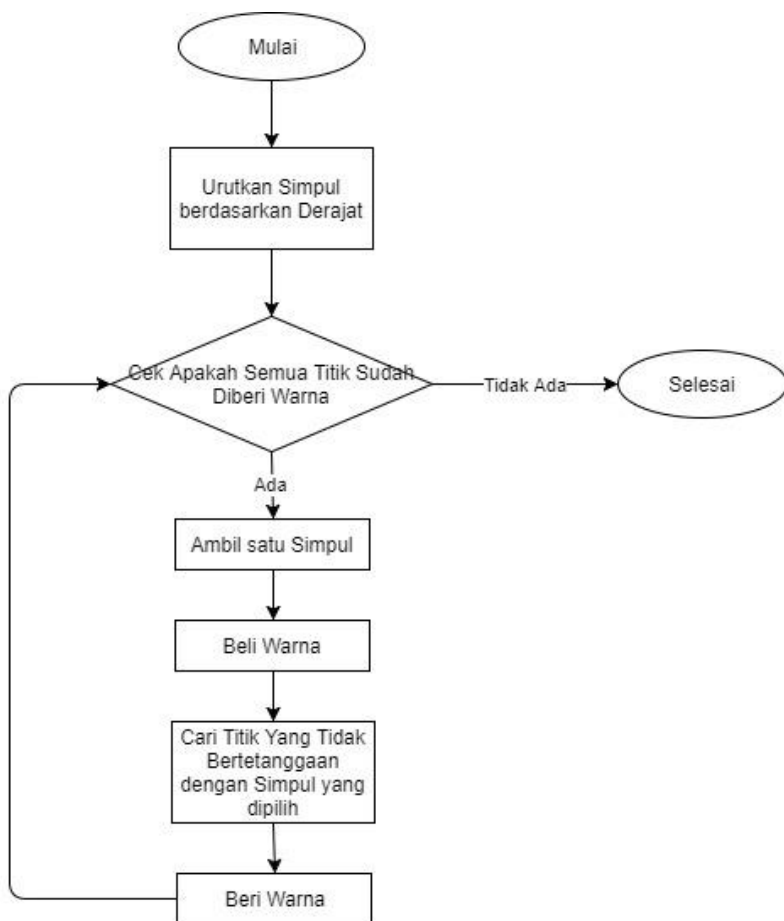 Mulai
Urutkan Simpul
berdasarkan Derajat
Cek Apakah Semua Titik Sudah
Diberi Warna
Tidak Ada
Selesai
Ada
Ambil satu Simpul
Beli Warna
Cari Titik Yang Tidak
Bertetanggaan
dengan Simpul yang
dipilih
Beri Warna